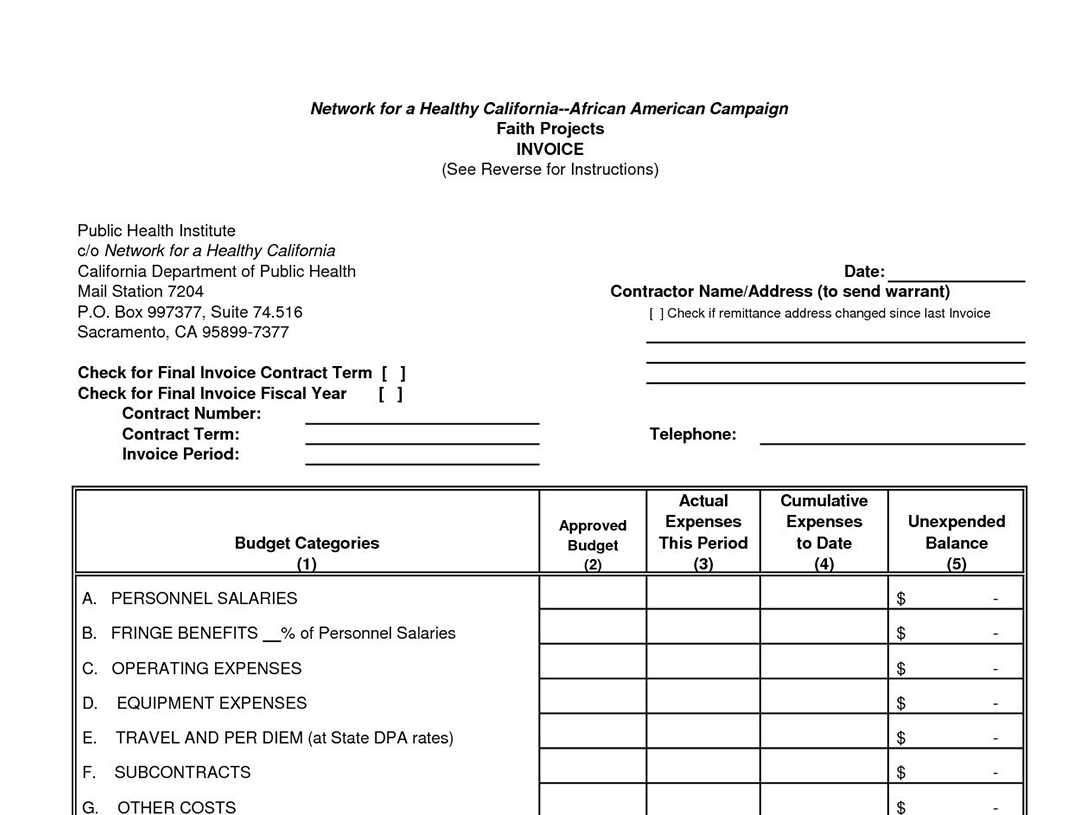 Network for a Healthy California--African American Campaign
Faith Projects
INVOICE
(See Reverse for Instructions)
Public Health Institute
c/o Network for a Healthy California
California Department of Public Health
Mail Station 7204
P.O. Box 997377, Suite 74.516
Sacramento, CA 95899-7377
Date:
Contractor Name/Address (to send warrant)
[ ] Check if remittance address changed since last Invoice
Check for Final Invoice Contract Term [ ]
Check for Final Invoice Fiscal Year [ ]
Contract Number:
Contract Term:
Invoice Period:
Telephone:
Budget Categories
(1)
Approved
Budget
(2)
Actual
Expenses
This Period
(3)
Cumulative
Expenses
to Date
(4)
Unexpended
Balance
(5)
A. PERSONNEL SALARIES $ -
B. FRINGE BENEFITS __% of Personnel Salaries $ -
C. OPERATING EXPENSES $ -
D. EQUIPMENT EXPENSES $ -
E. TRAVEL AND PER DIEM (at State DPA rates) $ -
F. SUBCONTRACTS $ -
G. OTHER COSTS $ -